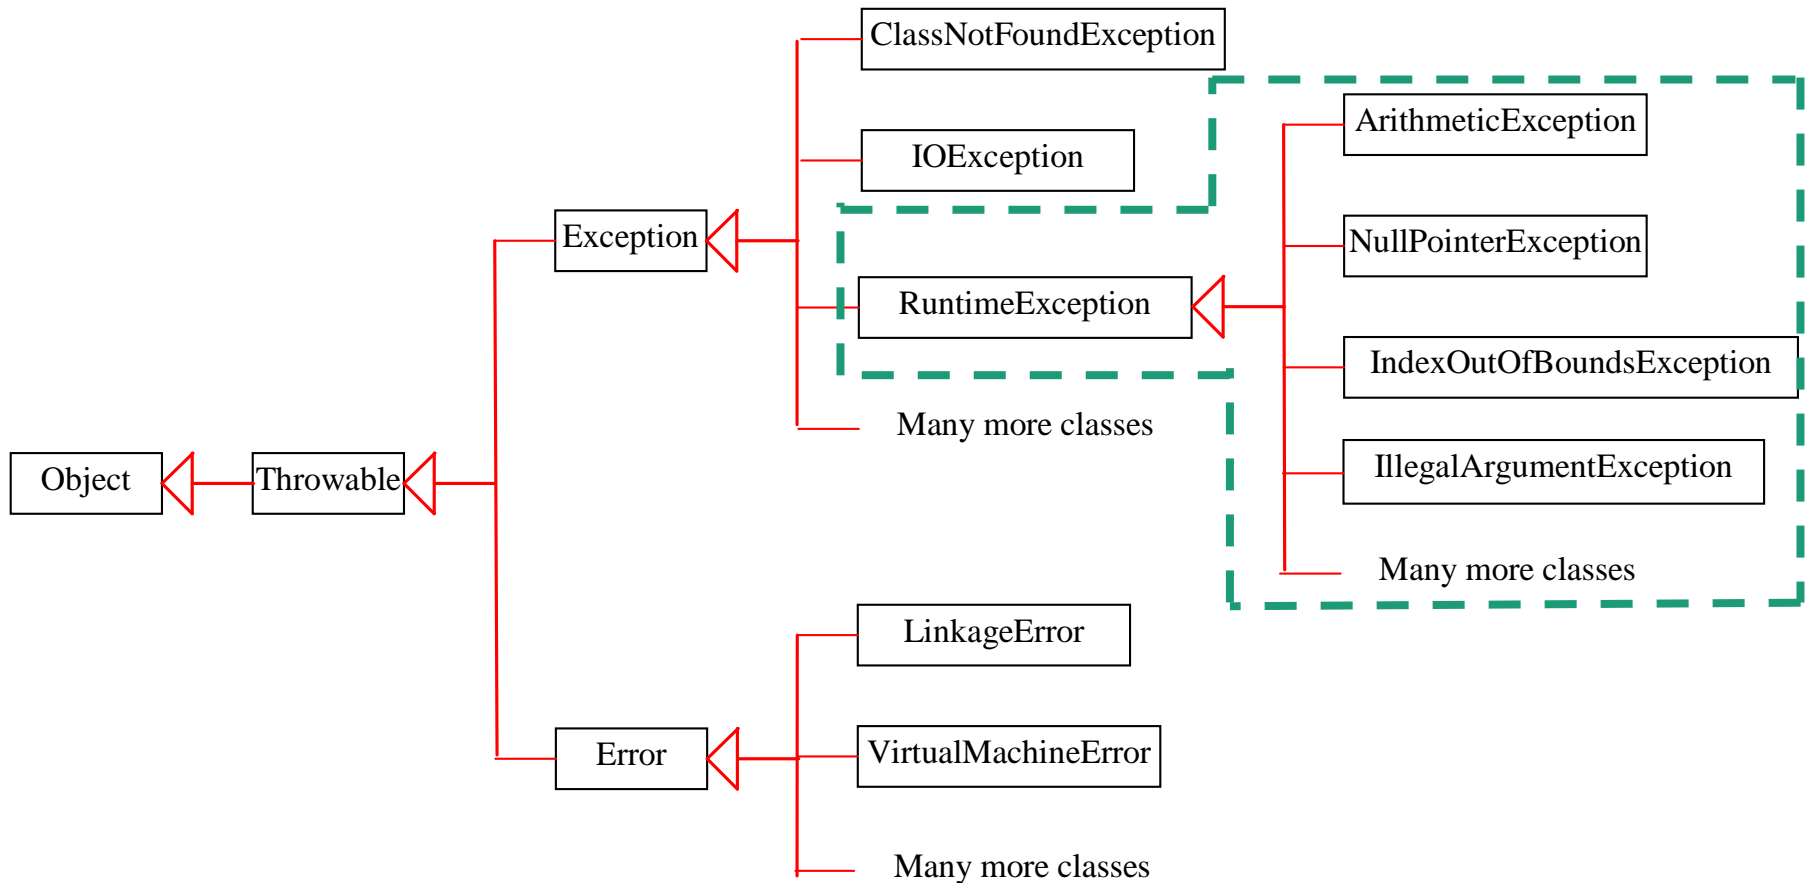 ClassNotFoundException
ArithmeticException
IOException
Exception
NullPointerException
RuntimeException
IndexOutOfBoundsException
Many more classes
Object
Throwable
IllegalArgumentException
Many more classes
LinkageError
Error
VirtualMachineError
Many more classes